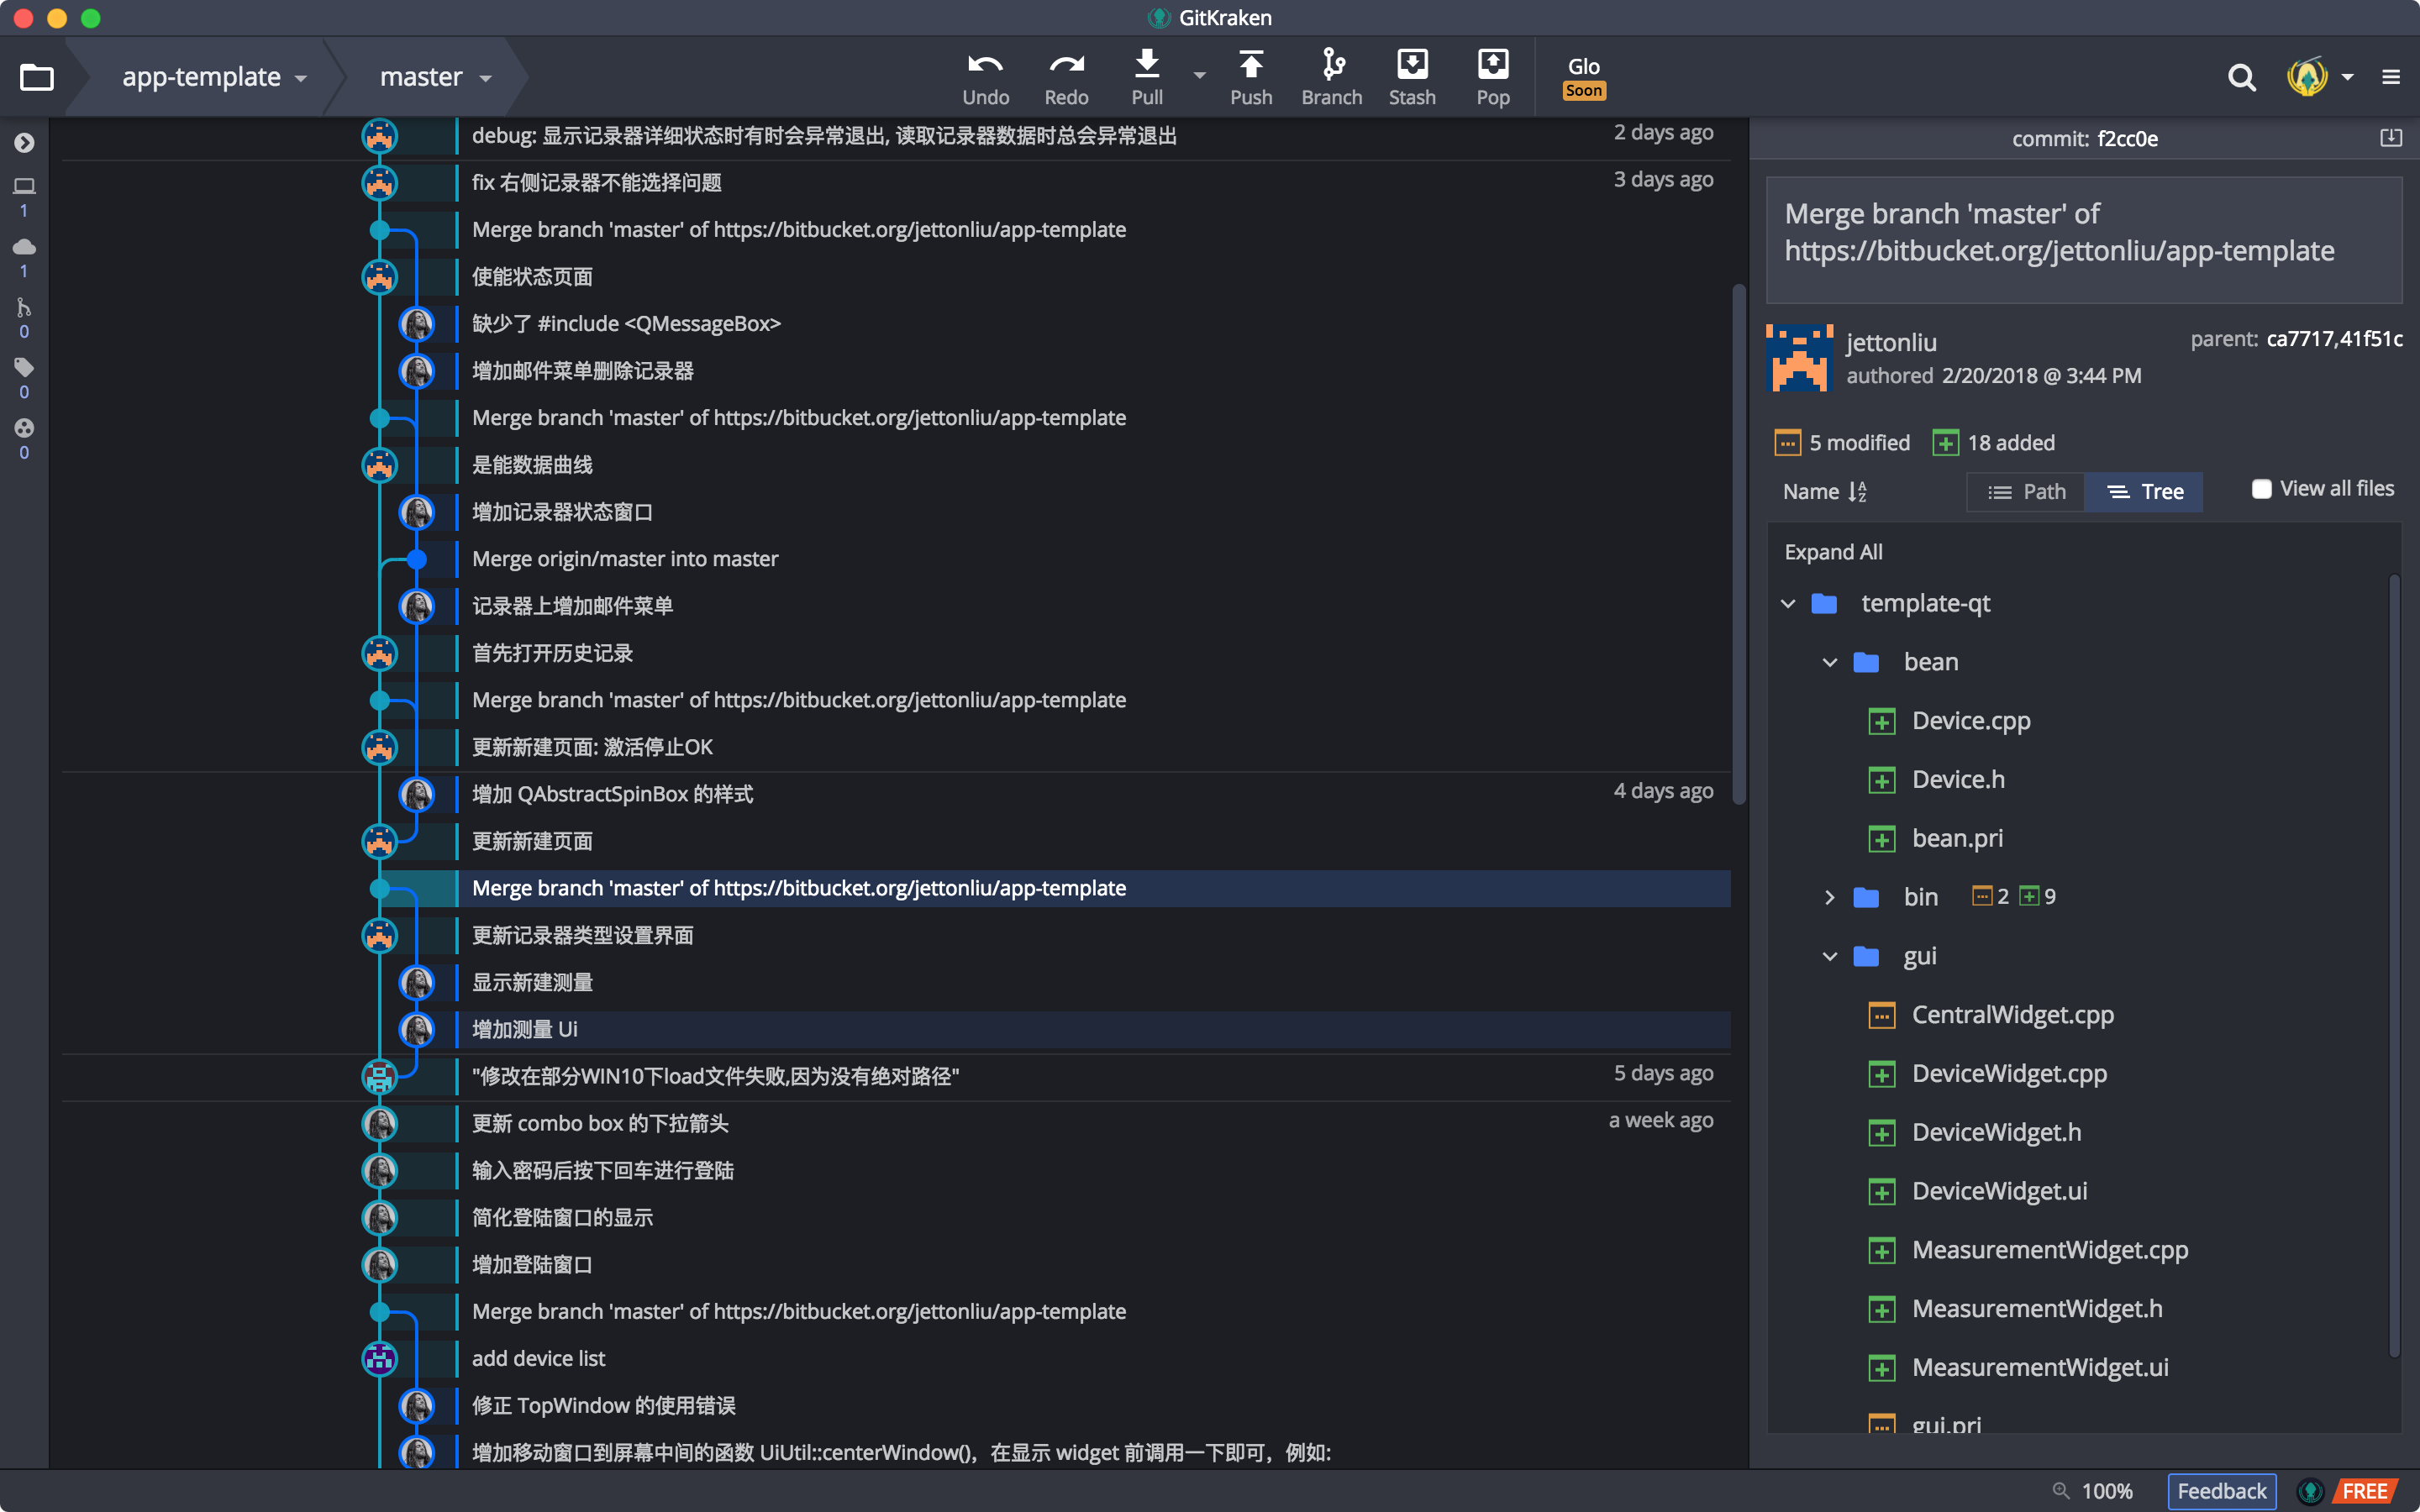 GitKraken
app-template
master
Undo
Redo
Pull
Push
Branch
Stash
Pop
Glo
Soon
1
1
0
0
0
debug: 显示记录器详细状态时有时会异常退出, 读取记录器数据时总会异常退出 2 days ago
fix 右侧记录器不能选择问题 3 days ago
Merge branch 'master' of https://bitbucket.org/jettonliu/app-template
使能状态页面
缺少了 #include <QMessageBox>
增加邮件菜单删除记录器
Merge branch 'master' of https://bitbucket.org/jettonliu/app-template
是能数据曲线
增加记录器状态窗口
Merge origin/master into master
记录器上增加邮件菜单
首先打开历史记录
Merge branch 'master' of https://bitbucket.org/jettonliu/app-template
更新新建页面: 激活停止OK
增加 QAbstractSpinBox 的样式 4 days ago
更新新建页面
Merge branch 'master' of https://bitbucket.org/jettonliu/app-template
更新记录器类型设置界面
显示新建测量
增加测量 Ui
"修改在部分WIN10下load文件失败,因为没有绝对路径" 5 days ago
更新 combo box 的下拉箭头 a week ago
输入密码后按下回车进行登陆
简化登陆窗口的显示
增加登陆窗口
Merge branch 'master' of https://bitbucket.org/jettonliu/app-template
add device list
修正 TopWindow 的使用错误
增加移动窗口到屏幕中间的函数 UiUtil::centerWindow()，在显示 widget 前调用一下即可，例如:
commit: f2cc0e
Merge branch 'master' of
https://bitbucket.org/jettonliu/app-template
jettonliu
parent: ca7717,41f51c
authored 2/20/2018 @ 3:44 PM
5 modified 18 added
Name Path Tree View all files
Expand All
template-qt
bean
Device.cpp
Device.h
bean.pri
bin 2 9
gui
CentralWidget.cpp
DeviceWidget.cpp
DeviceWidget.h
DeviceWidget.ui
MeasurementWidget.cpp
MeasurementWidget.h
MeasurementWidget.ui
gui.pri
100%
Feedback
FREE